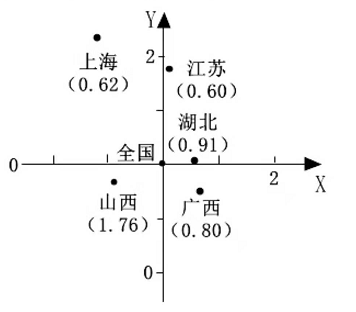 Y
2
上海
(0.62)
江苏
(0.60)
湖北
(0.91)
全国
0
2
X
山西
(1.76)
广西
(0.80)
0